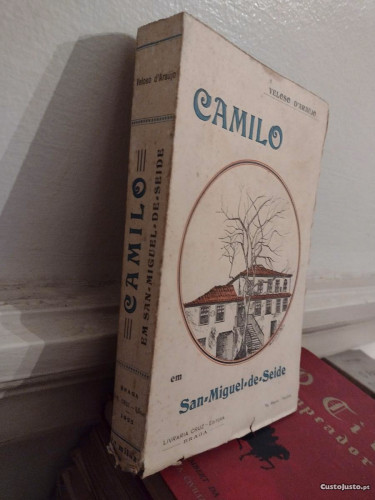 VELOSO D'ARAUJO
CAMILO
em
San-Miguel-de-Seide
LIVRARIA CRUZ - EDITORA
BRAGA
Veloso d'Araujo
CAMILO
EM SAN-MIGUEL-DE-SEIDE
BRAGA
CustoJusto.pt